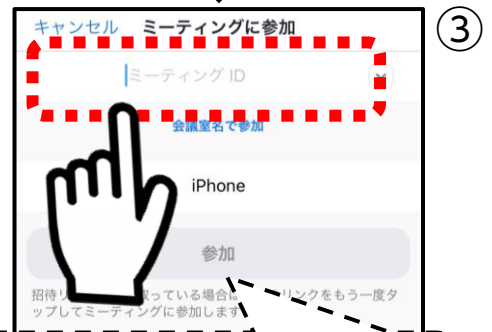 キャンセル ミーティングに参加
③
ミーティング ID
会議室名で参加
iPhone
参加
招待リ 取っている場合は リンクをもう一度タ
ップしてミーティングに参加します